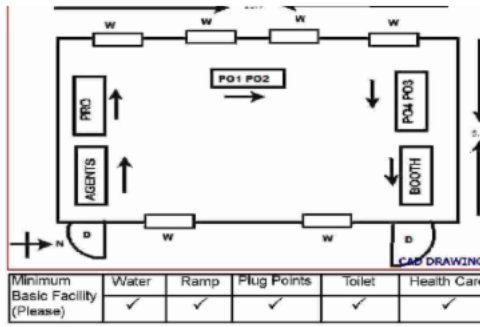 W W W W
PO1 PO2
PRO
PO4 PO3
AGENTS
BOOTH
D
N
W
W
D
CAD DRAWING
Minimum Basic Facility (Please)
Water
Ramp
Plug Points
Toilet
Health Care
✓ ✓ ✓ ✓ ✓